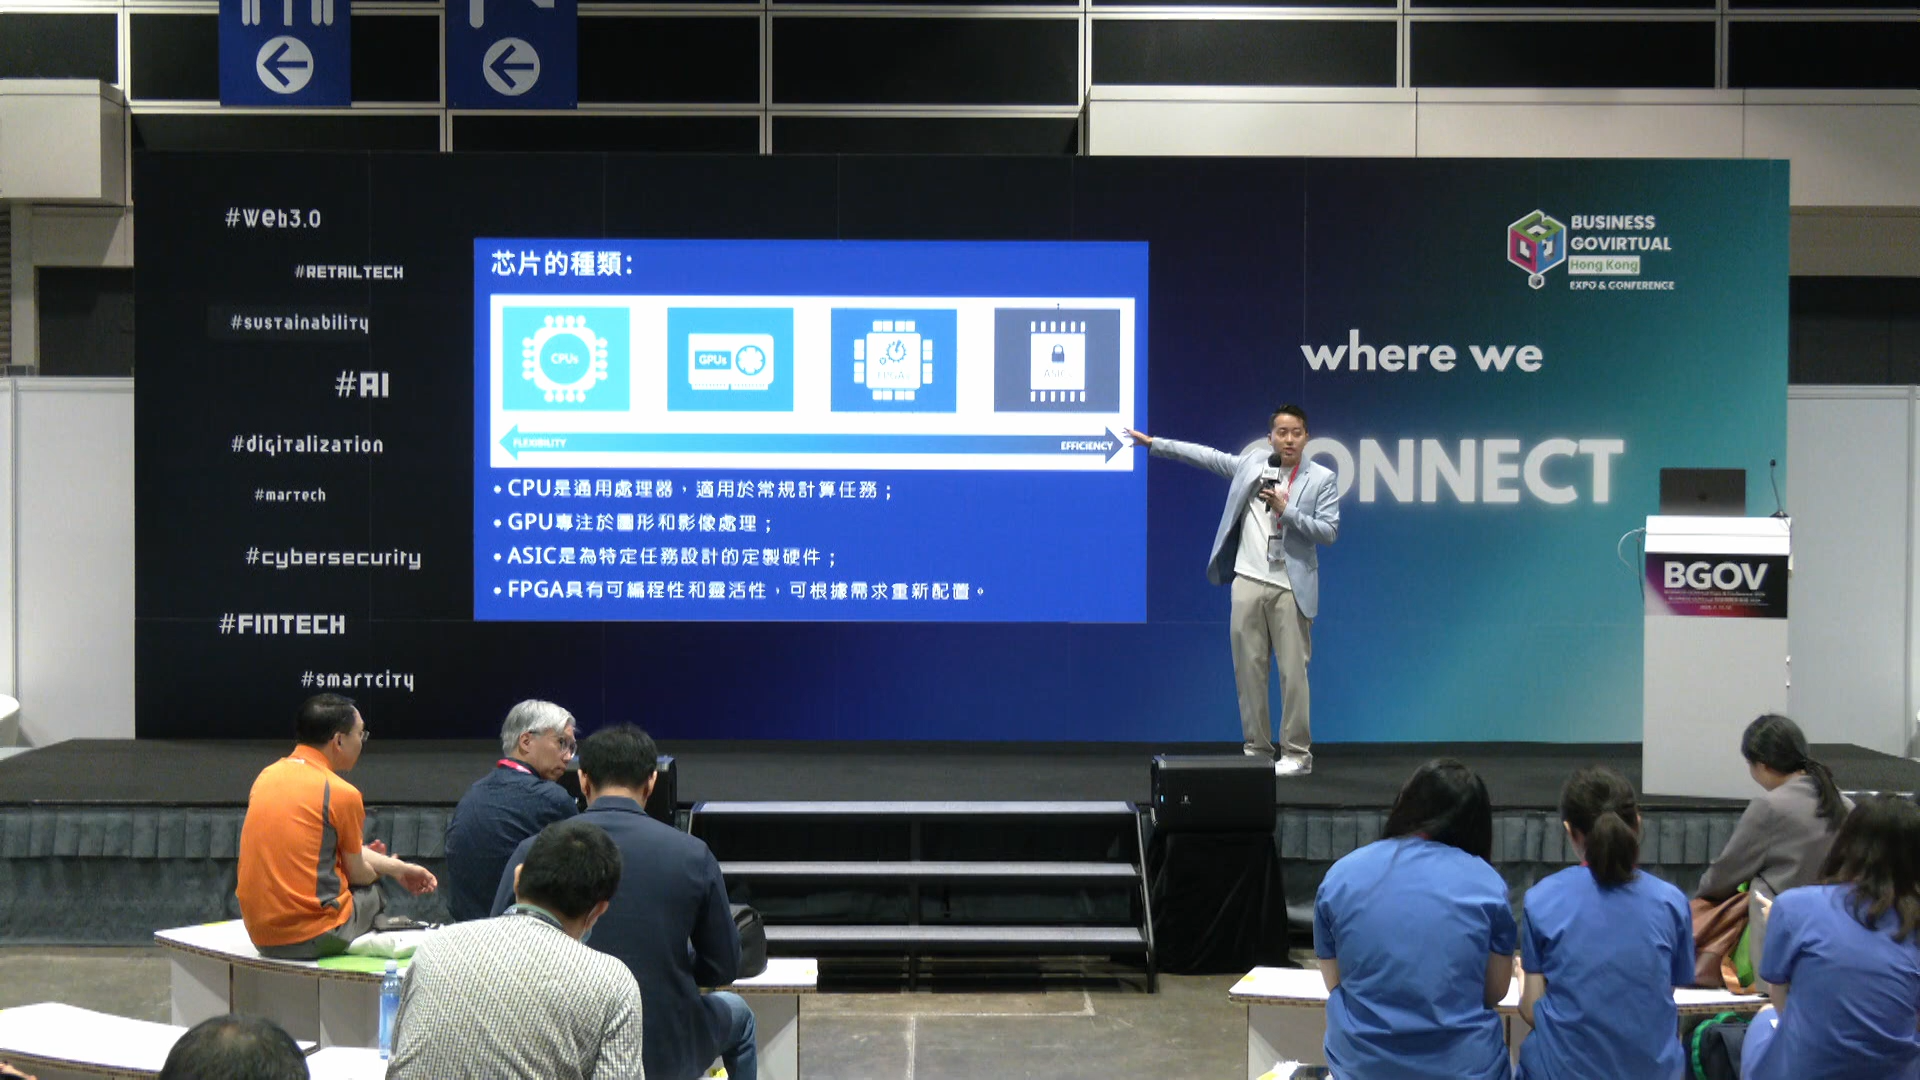 #Web3.0
#RETAILTECH
#sustainability
#AI
#digitalization
#martech
#cybersecurity
#FINTECH
#smartcity
芯片的種類：
CPUs
GPUs
FPGAs
ASICs
FLEXIBILITY
EFFICIENCY
• CPU是通用處理器，適用於常規計算任務；
• GPU專注於圖形和影像處理；
• ASIC是為特定任務設計的定製硬件；
• FPGA具有可編程性和靈活性，可根據需求重新配置。
BUSINESS
GOVIRTUAL
Hong Kong
EXPO & CONFERENCE
where we
ONNECT
BGOV